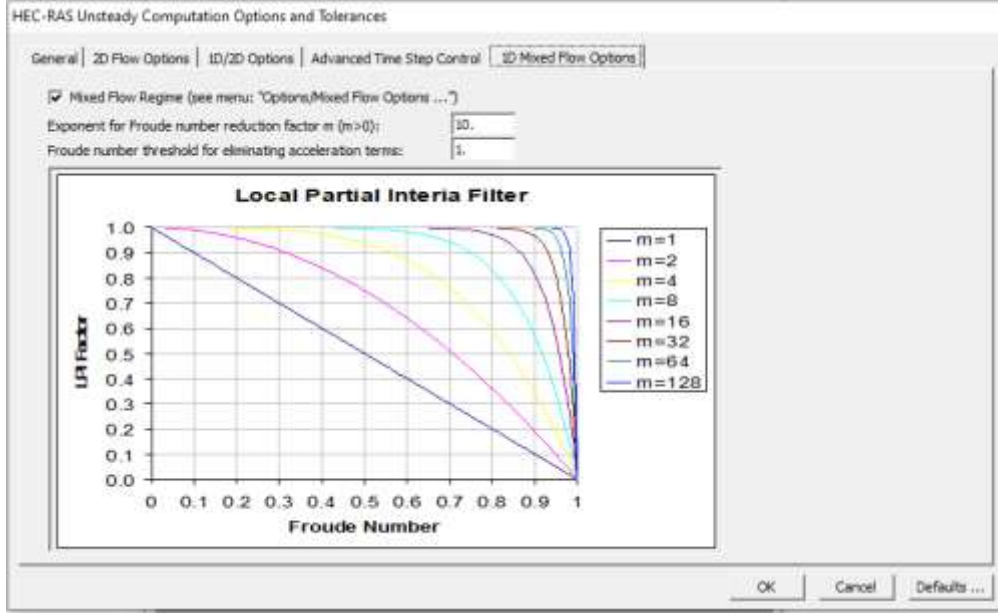 HEC-RAS Unsteady Computation Options and Tolerances
General 2D Flow Options 1D/2D Options Advanced Time Step Control 1D Mixed Flow Options
Mixed Flow Regime (see menu: "Options/Mixed Flow Options ...")
Exponent for Froude number reduction factor m (m>0): 10.
Froude number threshold for eliminating acceleration terms: 1.
Local Partial Interia Filter
LPI Factor
1.0
0.9
0.8
0.7
0.6
0.5
0.4
0.3
0.2
0.1
0.0
0 0.1 0.2 0.3 0.4 0.5 0.6 0.7 0.8 0.9 1
Froude Number
m=1
m=2
m=4
m=8
m=16
m=32
m=64
m=128
OK Cancel Defaults ...